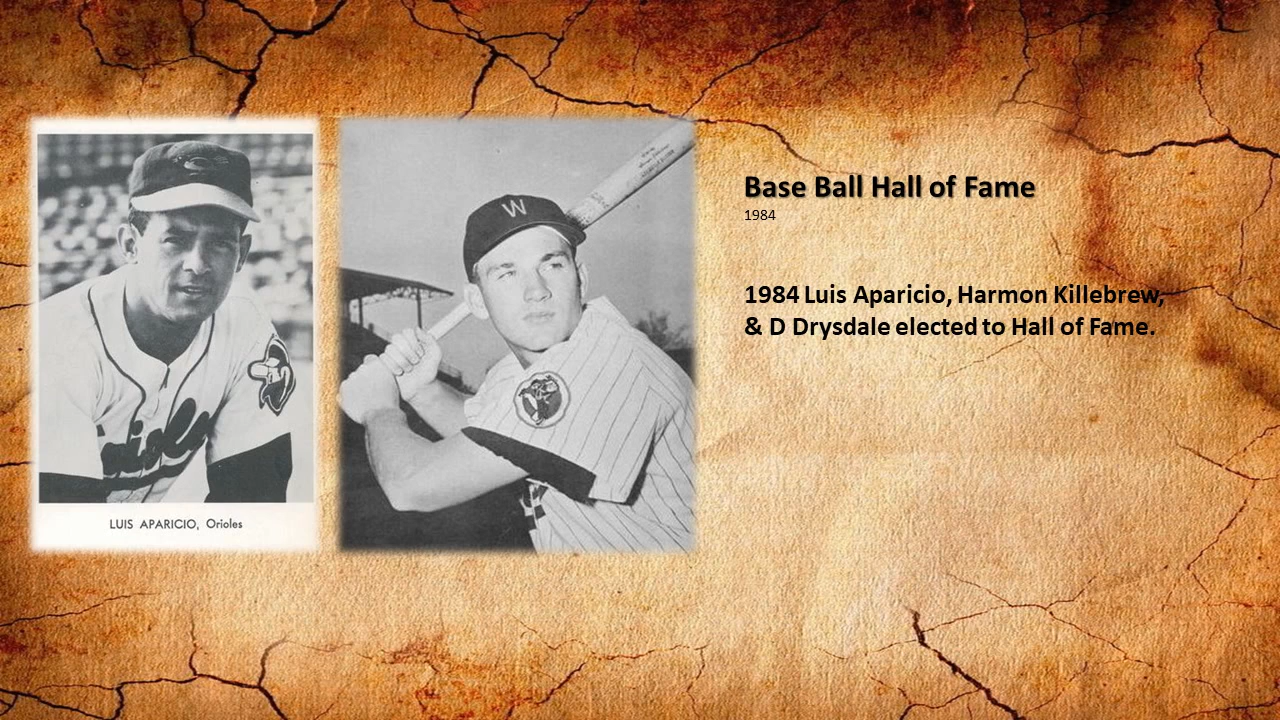 W
LUIS APARICIO, Orioles
Base Ball Hall of Fame
1984
1984 Luis Aparicio, Harmon Killebrew,
& D Drysdale elected to Hall of Fame.